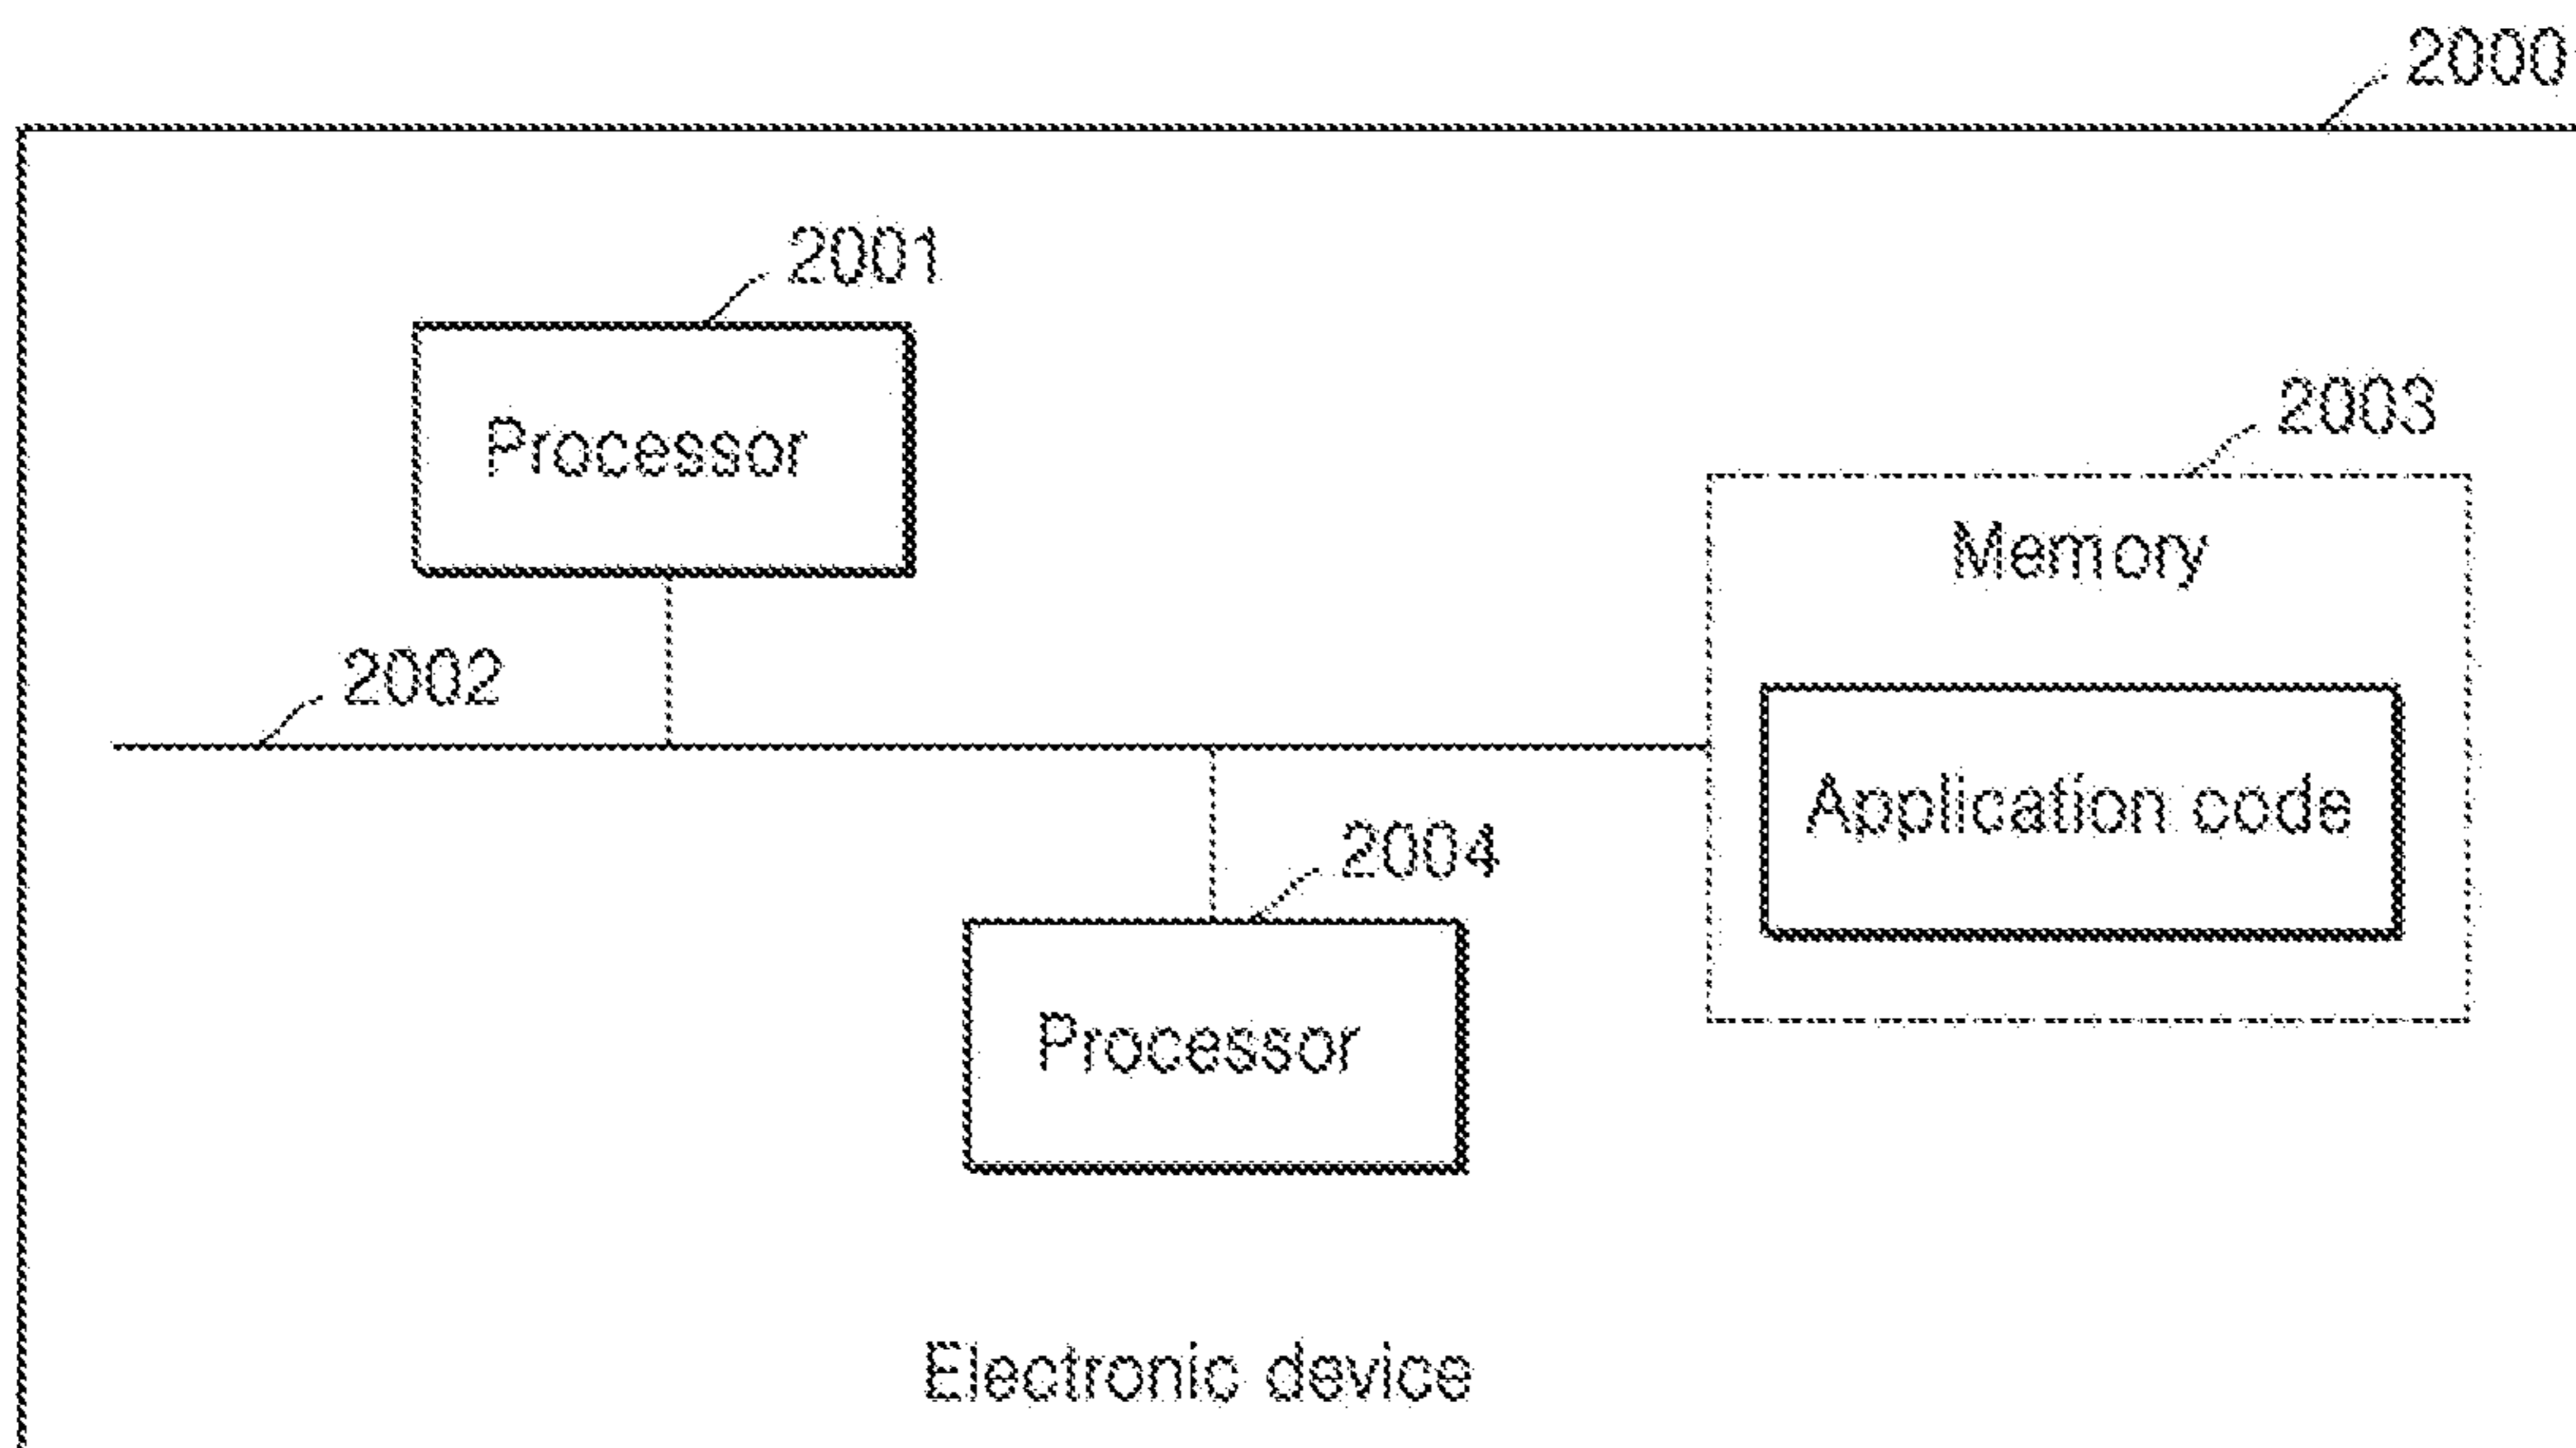 2000
2001
Processor
2003
Memory
2002
Application code
2004
Processor
Electronic device